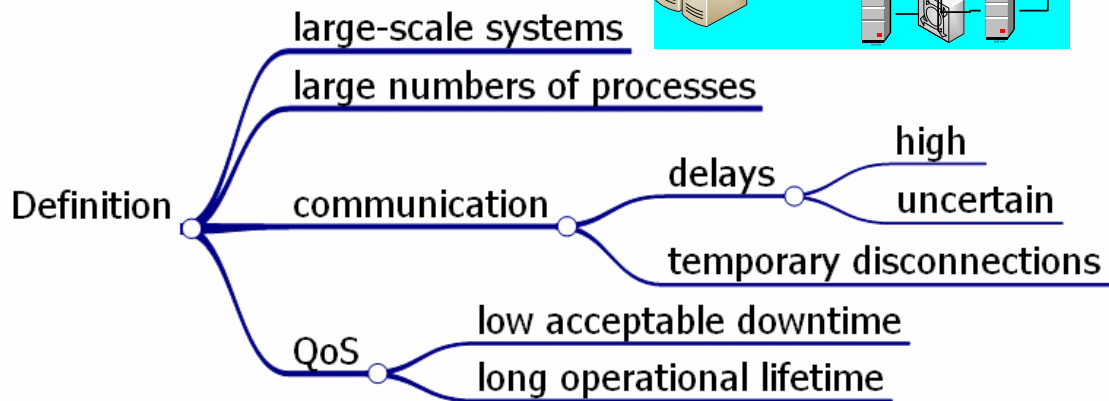 large-scale systems
large numbers of processes
high
delays
uncertain
Definition
communication
temporary disconnections
low acceptable downtime
QoS
long operational lifetime